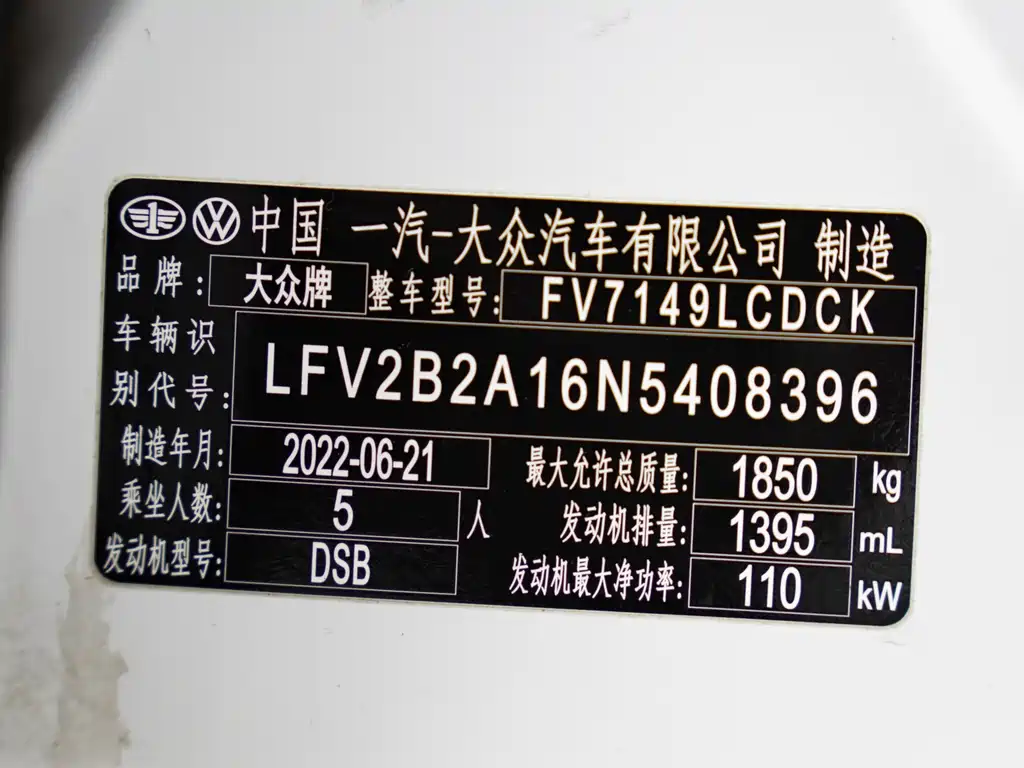 中国 一汽-大众汽车有限公司 制造
品牌: 大众牌 整车型号: FV7149LCDCK
车辆识
别代号: LFV2B2A16N5408396
制造年月: 2022-06-21 最大允许总质量: 1850 kg
乘坐人数: 5 人 发动机排量: 1395 mL
发动机型号: DSB 发动机最大净功率: 110 kW